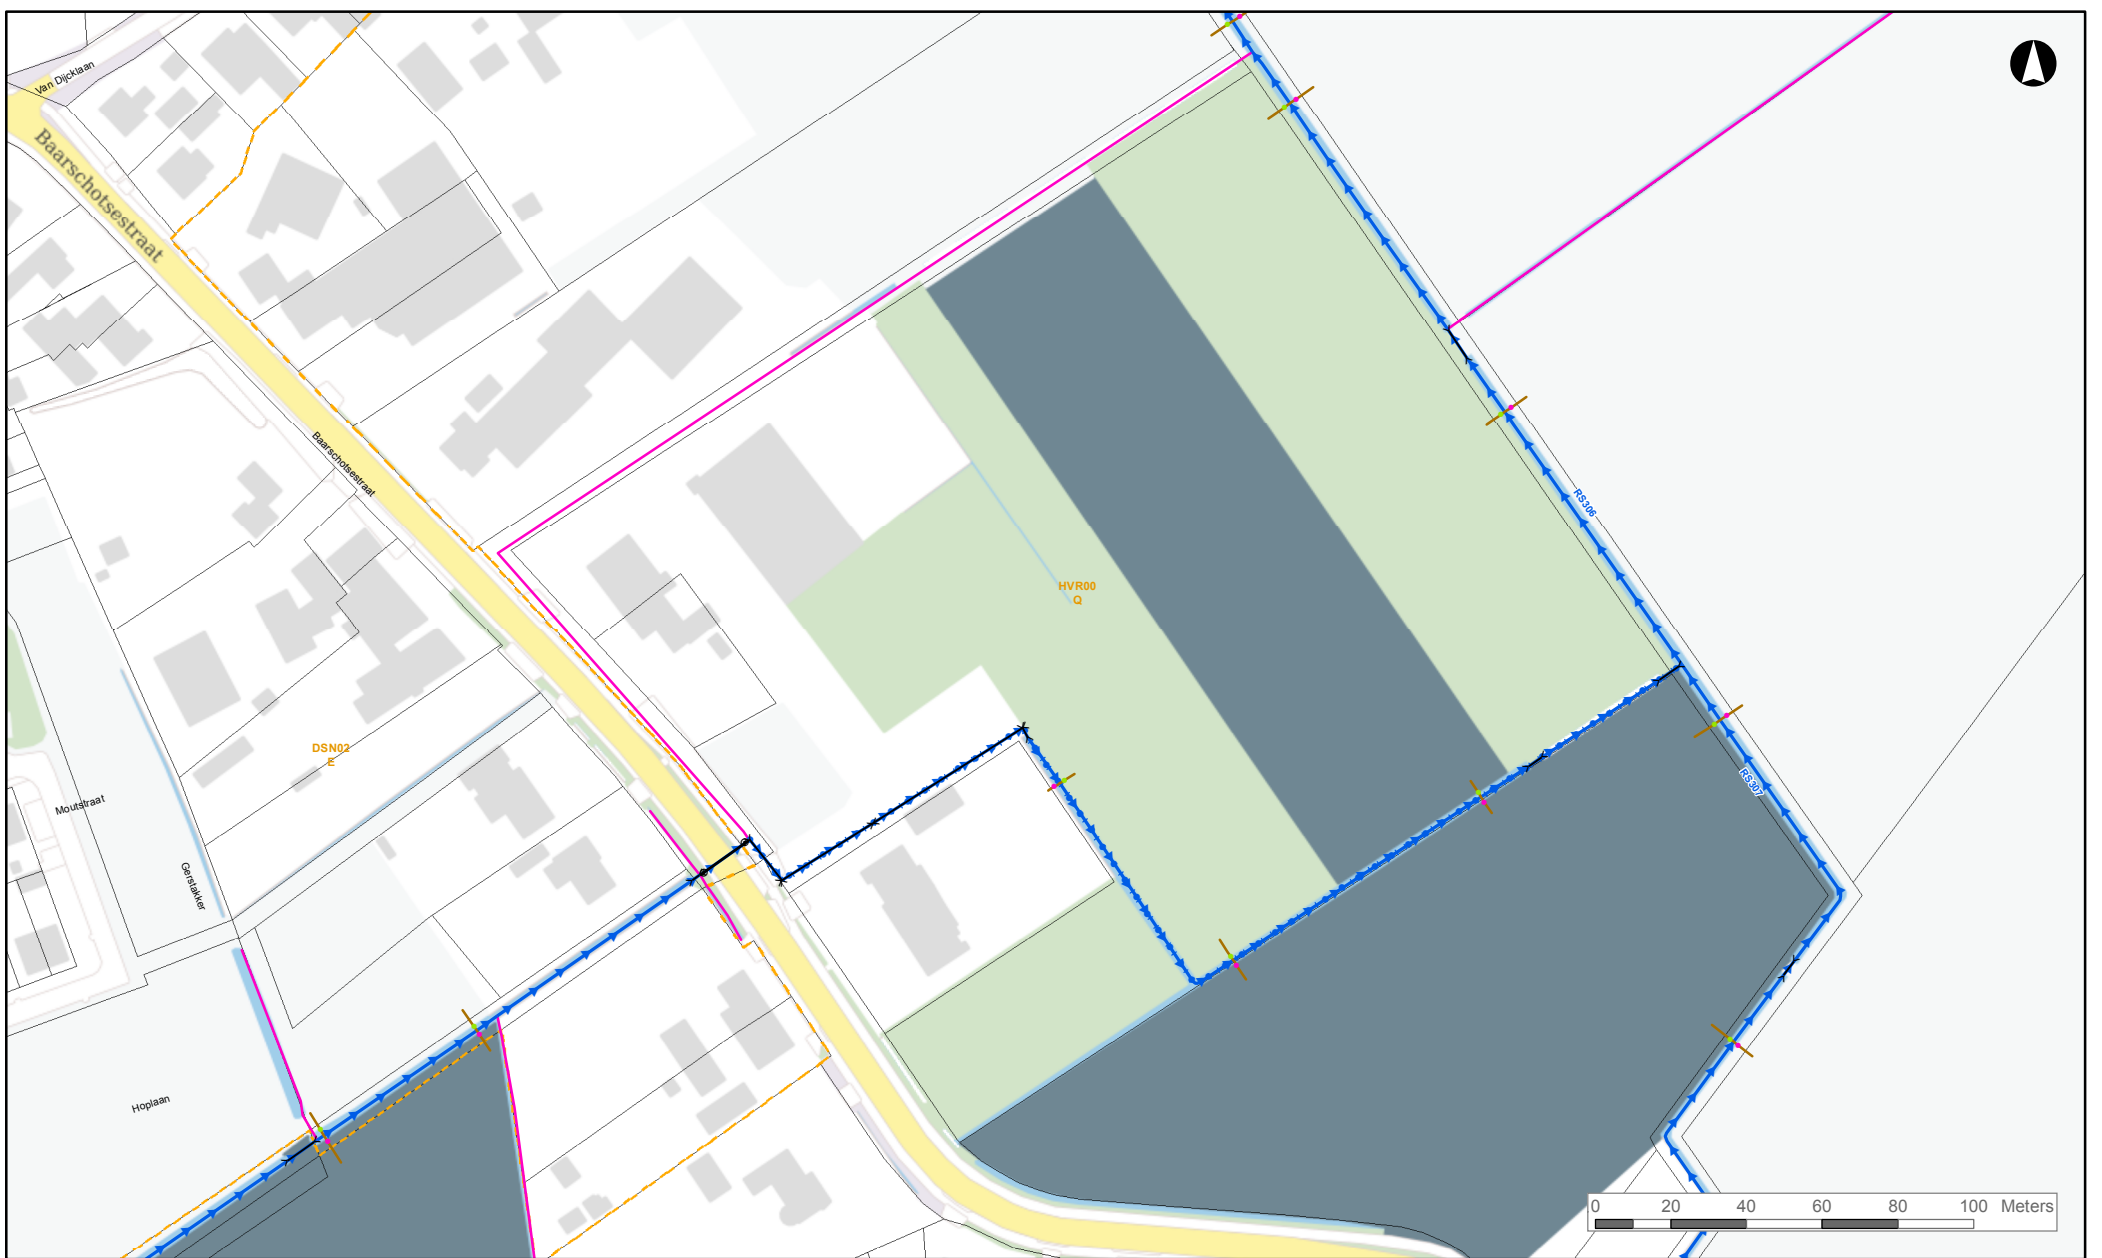 Van Dijcklaan
Baarschotsestraat
Baarschotsestraat
RS306
HVR00
Q
DSN02
E
RS307
Moutstraat
Gerstakker
Hoplaan
0 20 40 60 80 100 Meters